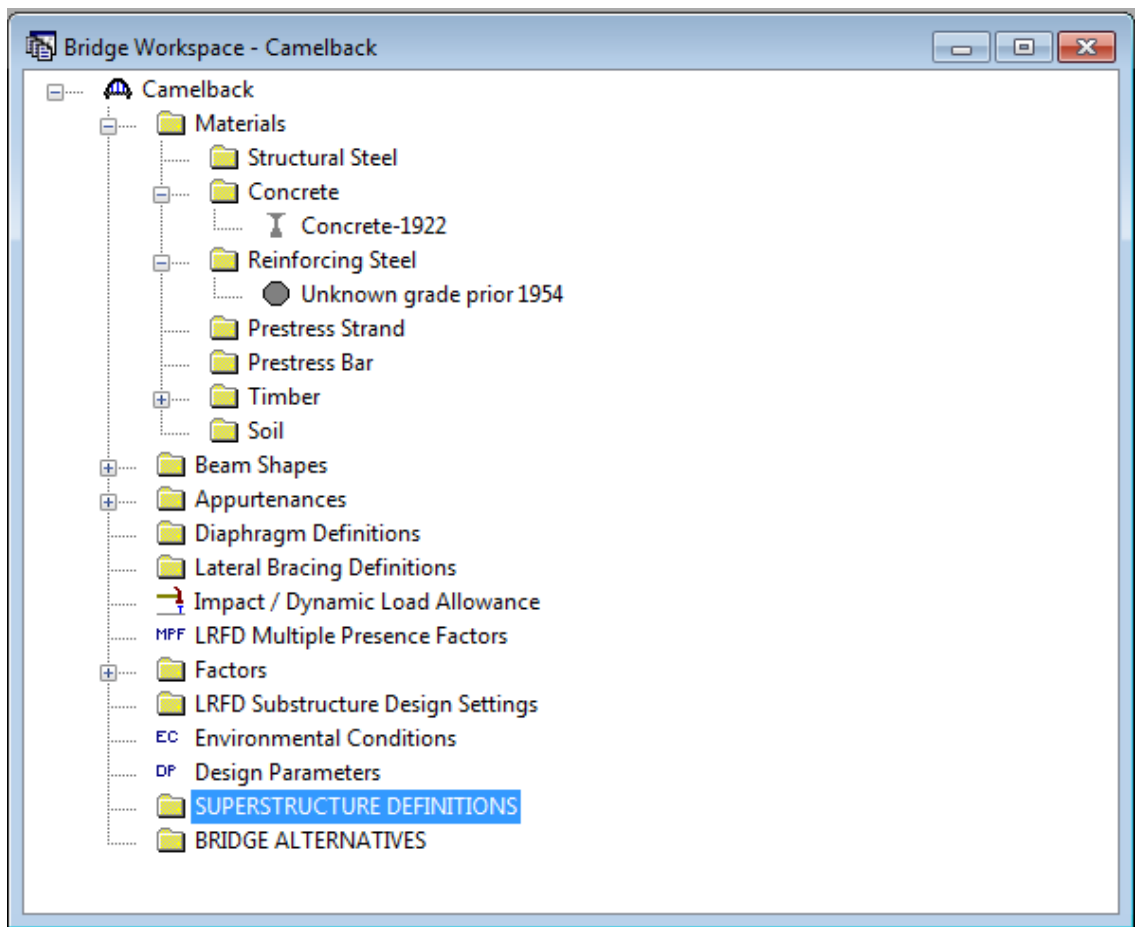 Bridge Workspace - Camelback
Camelback
Materials
Structural Steel
Concrete
Concrete-1922
Reinforcing Steel
Unknown grade prior 1954
Prestress Strand
Prestress Bar
Timber
Soil
Beam Shapes
Appurtenances
Diaphragm Definitions
Lateral Bracing Definitions
Impact / Dynamic Load Allowance
MPF LRFD Multiple Presence Factors
Factors
LRFD Substructure Design Settings
EC Environmental Conditions
DP Design Parameters
SUPERSTRUCTURE DEFINITIONS
BRIDGE ALTERNATIVES